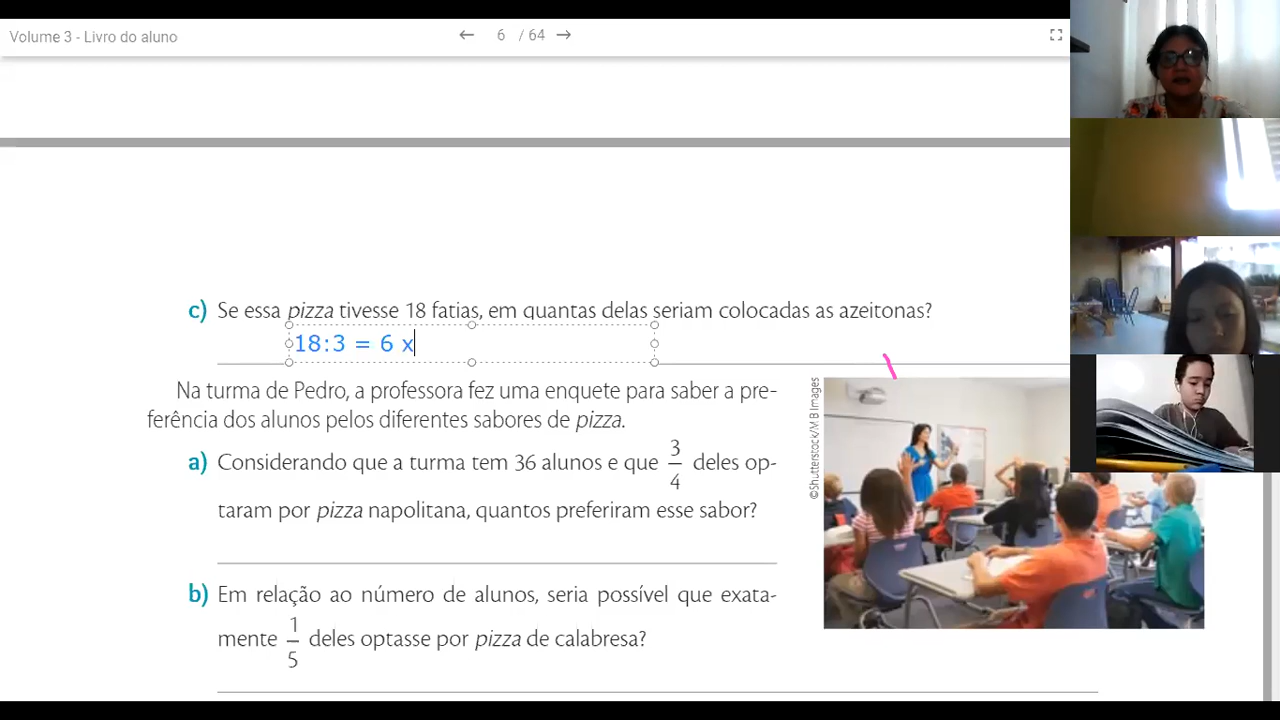 Volume 3 - Livro do aluno
← 6 / 64 →
c) Se essa pizza tivesse 18 fatias, em quantas delas seriam colocadas as azeitonas?
18:3 = 6 x
Na turma de Pedro, a professora fez uma enquete para saber a pre-
ferência dos alunos pelos diferentes sabores de pizza.
a) Considerando que a turma tem 36 alunos e que 3/4 deles op-
taram por pizza napolitana, quantos preferiram esse sabor?
b) Em relação ao número de alunos, seria possível que exata-
mente 1/5 deles optasse por pizza de calabresa?
©Shutterstock/M B Images